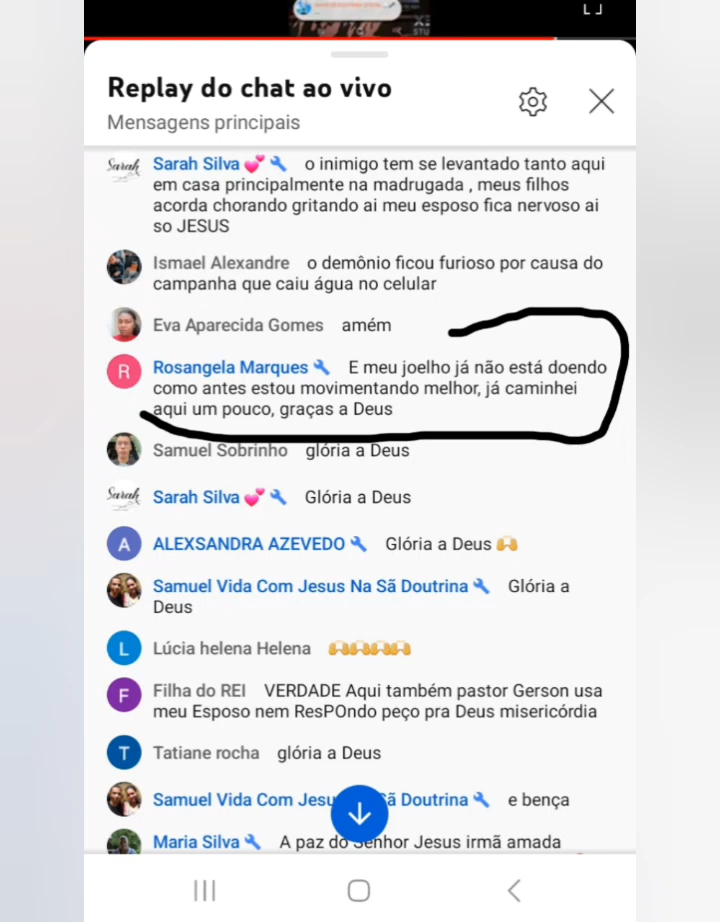 STU
Replay do chat ao vivo
Mensagens principais
Sarah Silva 💕 🔧 o inimigo tem se levantado tanto aqui
em casa principalmente na madrugada , meus filhos
acorda chorando gritando ai meu esposo fica nervoso ai
so JESUS
Ismael Alexandre o demônio ficou furioso por causa do
campanha que caiu água no celular
Eva Aparecida Gomes amém
R Rosangela Marques 🔧 E meu joelho já não está doendo
como antes estou movimentando melhor, já caminhei
aqui um pouco, graças a Deus
Samuel Sobrinho glória a Deus
Sarah
Sarah Silva 💕 🔧 Glória a Deus
A ALEXSANDRA AZEVEDO 🔧 Glória a Deus 🙌
Samuel Vida Com Jesus Na Sã Doutrina 🔧 Glória a
Deus
L Lúcia helena Helena 🙌🙌🙌🙌
F Filha do REI VERDADE Aqui também pastor Gerson usa
meu Esposo nem ResPOndo peço pra Deus misericórdia
T Tatiane rocha glória a Deus
Samuel Vida Com Jesu Sã Doutrina 🔧 e bença
Maria Silva 🔧 A paz do Senhor Jesus irmã amada